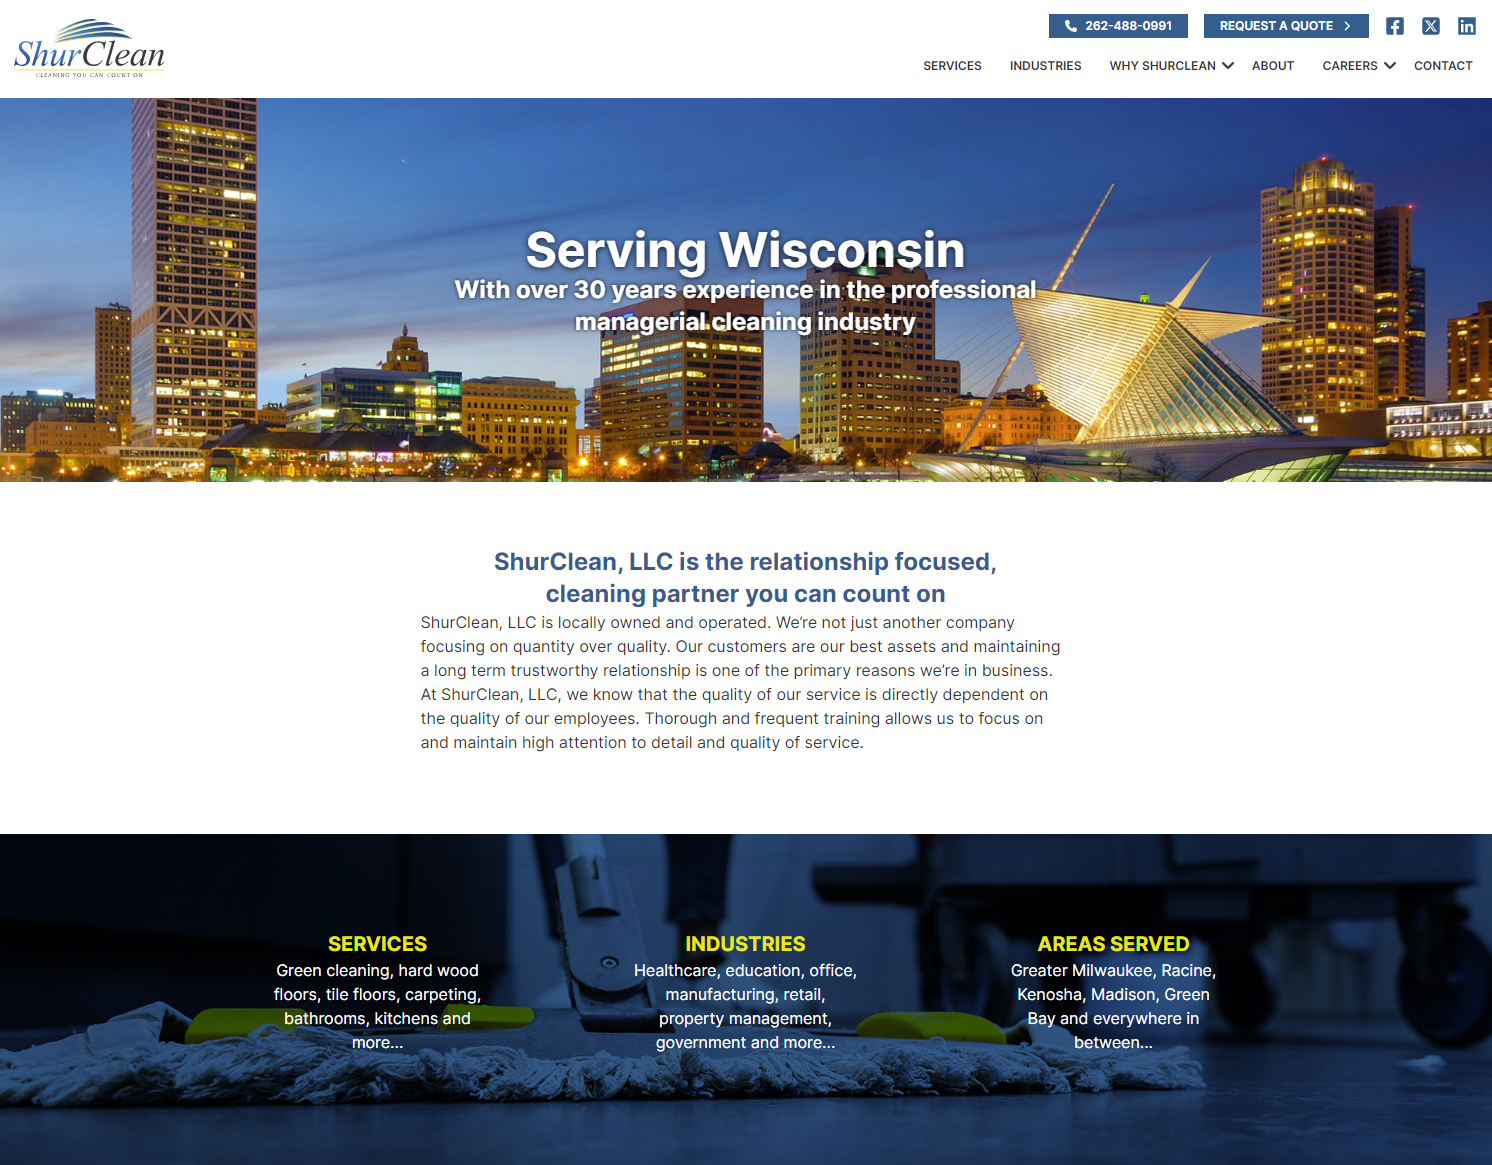 ShurClean
CLEANING YOU CAN COUNT ON
262-488-0991
REQUEST A QUOTE
SERVICES
INDUSTRIES
WHY SHURCLEAN
ABOUT
CAREERS
CONTACT
Serving Wisconsin
With over 30 years experience in the professional
managerial cleaning industry
ShurClean, LLC is the relationship focused,
cleaning partner you can count on
ShurClean, LLC is locally owned and operated. We’re not just another company
focusing on quantity over quality. Our customers are our best assets and maintaining
a long term trustworthy relationship is one of the primary reasons we’re in business.
At ShurClean, LLC, we know that the quality of our service is directly dependent on
the quality of our employees. Thorough and frequent training allows us to focus on
and maintain high attention to detail and quality of service.
SERVICES
Green cleaning, hard wood
floors, tile floors, carpeting,
bathrooms, kitchens and
more...
INDUSTRIES
Healthcare, education, office,
manufacturing, retail,
property management,
government and more...
AREAS SERVED
Greater Milwaukee, Racine,
Kenosha, Madison, Green
Bay and everywhere in
between...